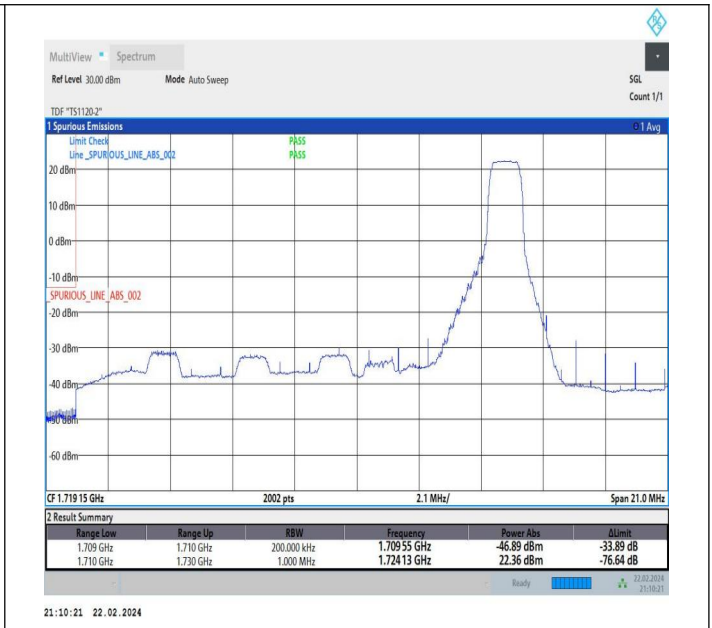 R&S
MultiView Spectrum
Ref Level 30.00 dBm Mode Auto Sweep SGL
Count 1/1
TDF "TS1120-2"
1 Spurious Emissions 1 Avg
Limit Check PASS
Line _SPURIOUS_LINE_ABS_002 PASS
20 dBm
10 dBm
0 dBm
-10 dBm
_SPURIOUS_LINE_ABS_002
-20 dBm
-30 dBm
-40 dBm
-50 dBm
-60 dBm
CF 1.719 15 GHz 2002 pts 2.1 MHz/ Span 21.0 MHz
2 Result Summary
Range Low Range Up RBW Frequency Power Abs ΔLimit
1.709 GHz 1.710 GHz 200.000 kHz 1.709 55 GHz -46.89 dBm -33.89 dB
1.710 GHz 1.730 GHz 1.000 MHz 1.724 13 GHz 22.36 dBm -76.64 dB
Ready 22.02.2024
21:10:21
21:10:21 22.02.2024